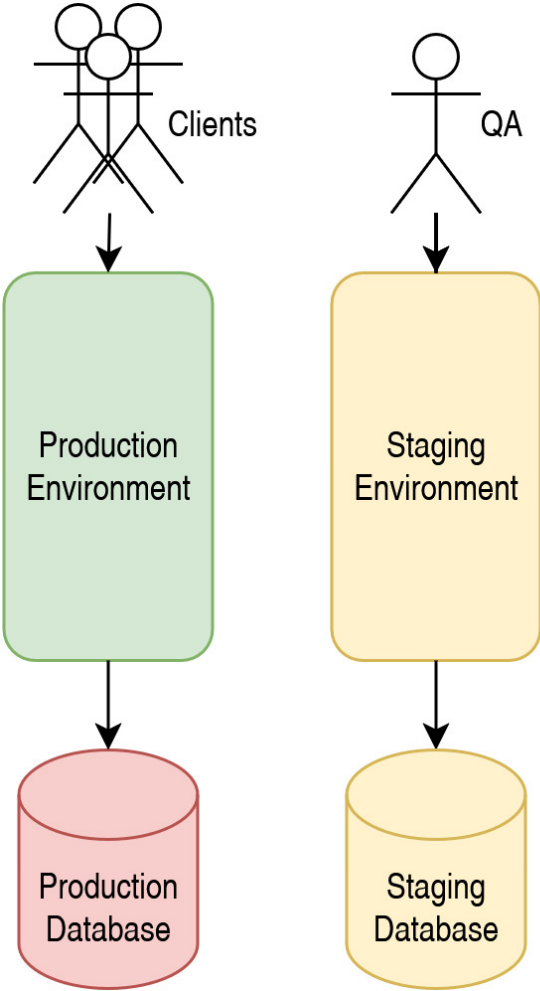 Clients
QA
Production
Environment
Staging
Environment
Production
Database
Staging
Database